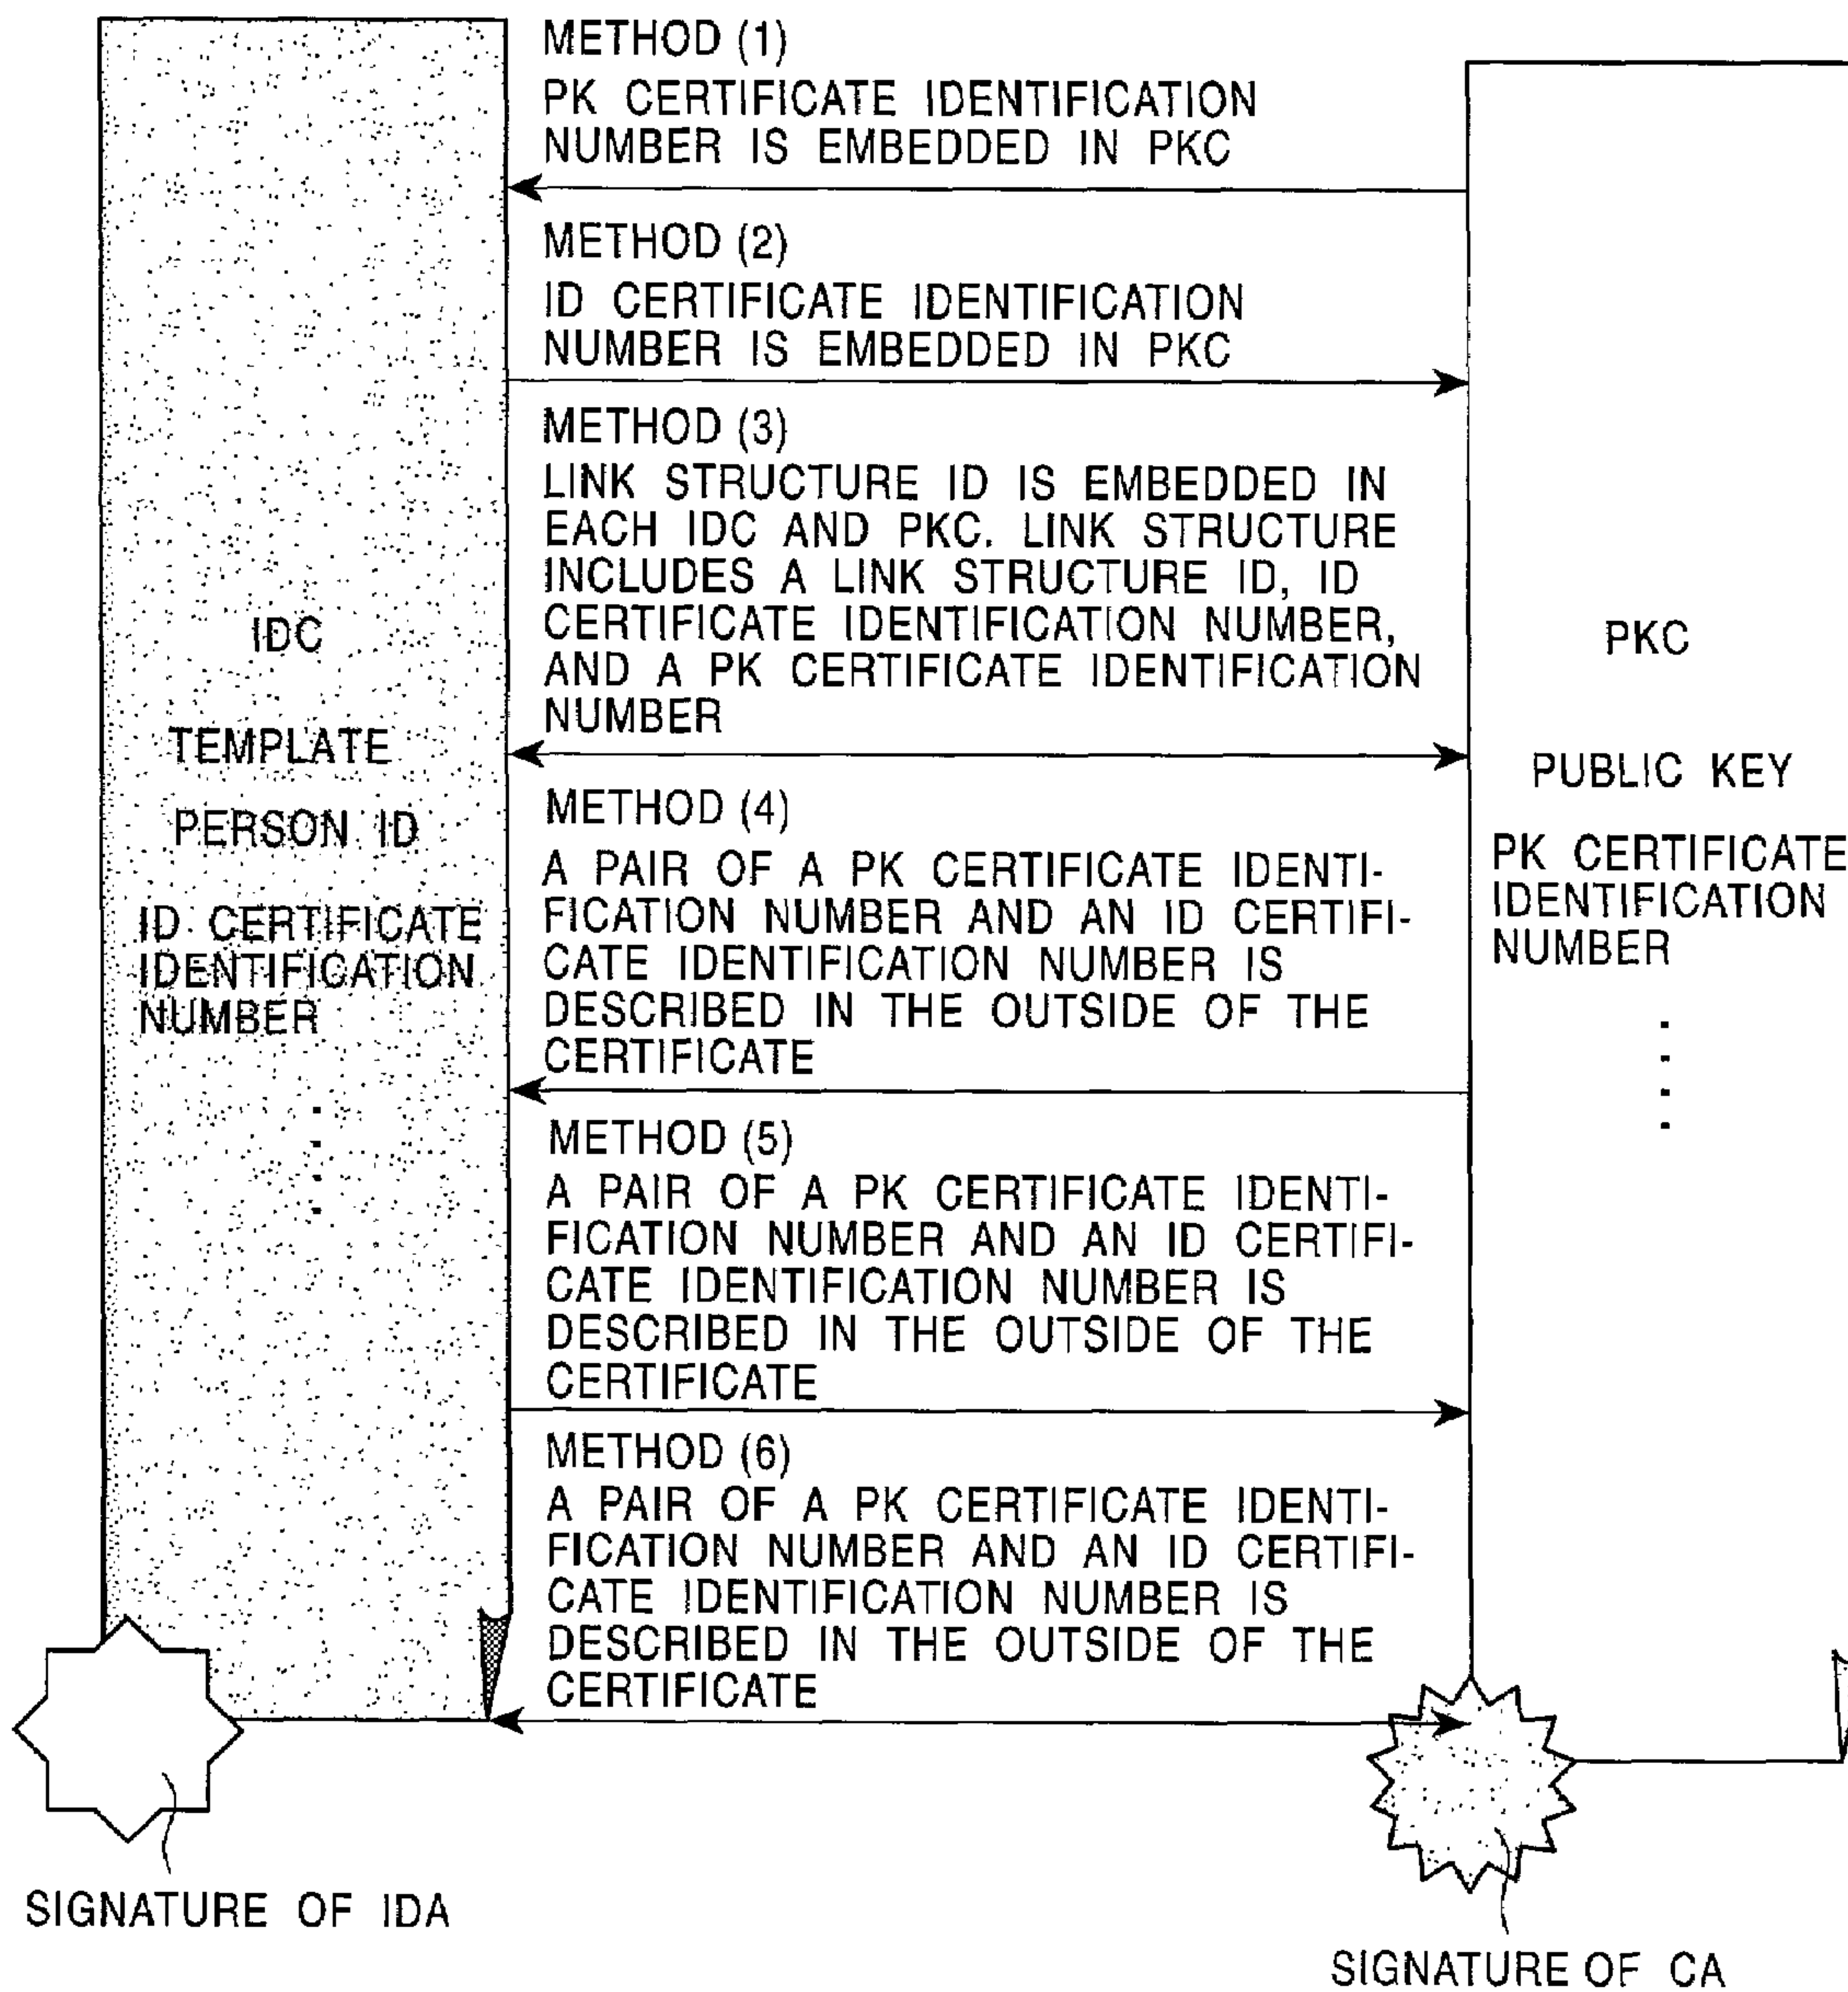 METHOD (1)
PK CERTIFICATE IDENTIFICATION
NUMBER IS EMBEDDED IN PKC
METHOD (2)
ID CERTIFICATE IDENTIFICATION
NUMBER IS EMBEDDED IN PKC
METHOD (3)
LINK STRUCTURE ID IS EMBEDDED IN
EACH IDC AND PKC. LINK STRUCTURE
INCLUDES A LINK STRUCTURE ID, ID
CERTIFICATE IDENTIFICATION NUMBER,
AND A PK CERTIFICATE IDENTIFICATION
NUMBER
METHOD (4)
A PAIR OF A PK CERTIFICATE IDENTI-
FICATION NUMBER AND AN ID CERTIFI-
CATE IDENTIFICATION NUMBER IS
DESCRIBED IN THE OUTSIDE OF THE
CERTIFICATE
METHOD (5)
A PAIR OF A PK CERTIFICATE IDENTI-
FICATION NUMBER AND AN ID CERTIFI-
CATE IDENTIFICATION NUMBER IS
DESCRIBED IN THE OUTSIDE OF THE
CERTIFICATE
METHOD (6)
A PAIR OF A PK CERTIFICATE IDENTI-
FICATION NUMBER AND AN ID CERTIFI-
CATE IDENTIFICATION NUMBER IS
DESCRIBED IN THE OUTSIDE OF THE
CERTIFICATE
IDC
TEMPLATE
PERSON ID
ID CERTIFICATE
IDENTIFICATION
NUMBER
PKC
PUBLIC KEY
PK CERTIFICATE
IDENTIFICATION
NUMBER
SIGNATURE OF IDA
SIGNATURE OF CA